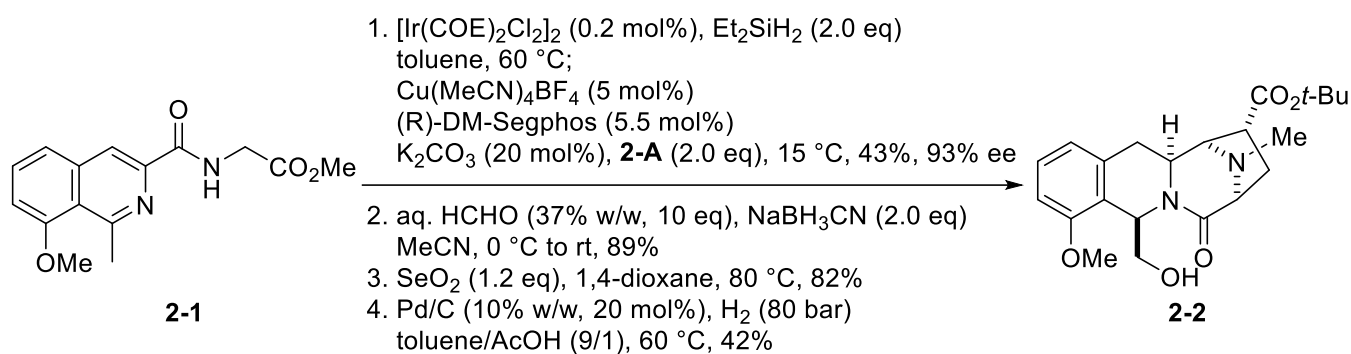 1. [Ir(COE)2Cl2]2 (0.2 mol%), Et2SiH2 (2.0 eq)
toluene, 60 °C;
Cu(MeCN)4BF4 (5 mol%)
(R)-DM-Segphos (5.5 mol%)
K2CO3 (20 mol%), 2-A (2.0 eq), 15 °C, 43%, 93% ee
2. aq. HCHO (37% w/w, 10 eq), NaBH3CN (2.0 eq)
MeCN, 0 °C to rt, 89%
3. SeO2 (1.2 eq), 1,4-dioxane, 80 °C, 82%
4. Pd/C (10% w/w, 20 mol%), H2 (80 bar)
toluene/AcOH (9/1), 60 °C, 42%
O
N
H
CO2Me
N
OMe
2-1
CO2t-Bu
H
Me
N
N
O
OMe
OH
2-2